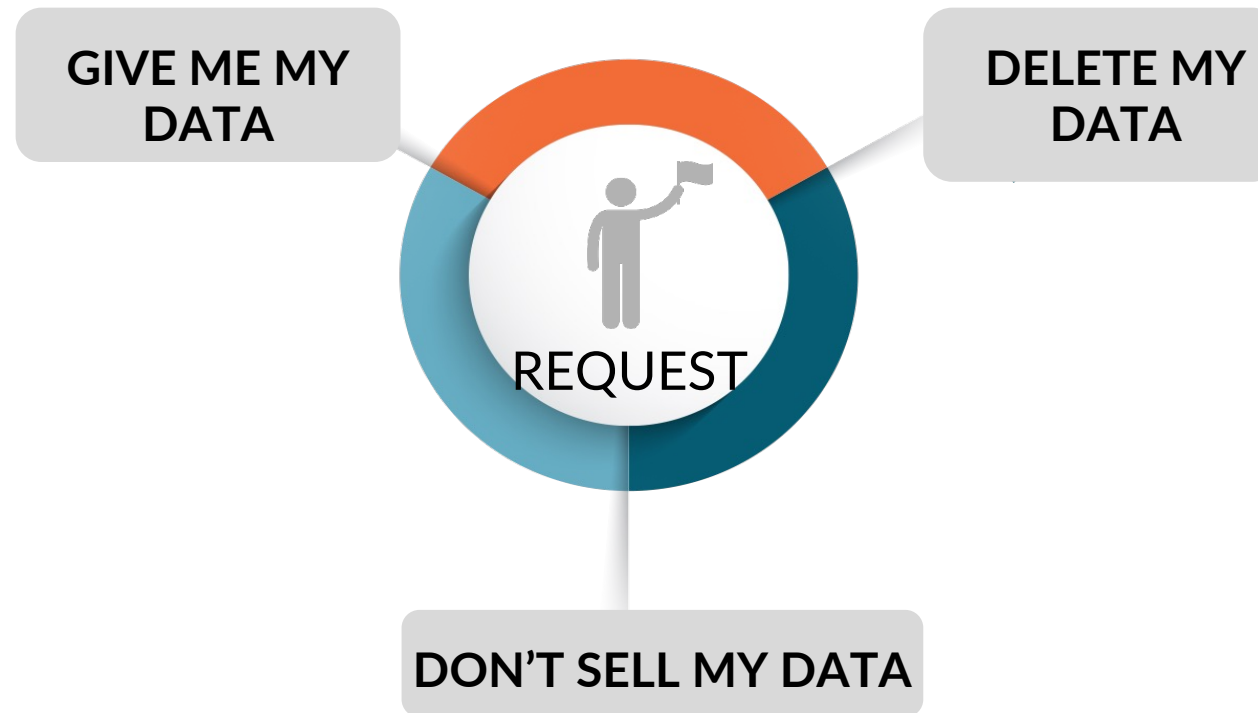 GIVE ME MY
DATA
DELETE MY
DATA
REQUEST
DON’T SELL MY DATA